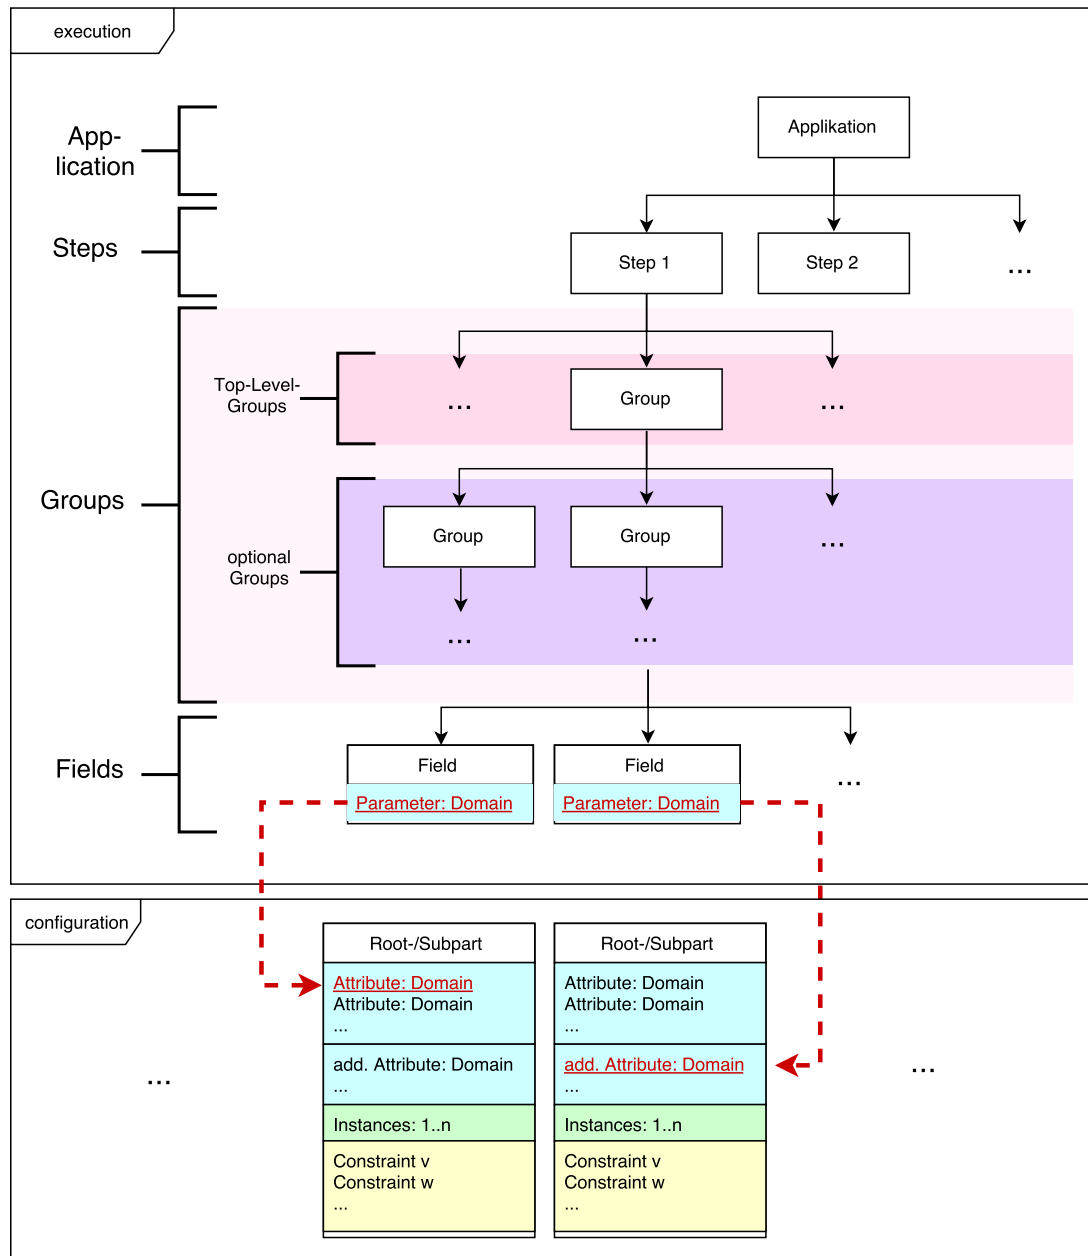 execution
App-
lication
Applikation
Steps
Step 1
Step 2
...
Groups
Top-Level-
Groups
...
Group
...
optional
Groups
Group
Group
...
...
...
Fields
Field
Parameter: Domain
Field
Parameter: Domain
...
configuration
...
Root-/Subpart
Attribute: Domain
Attribute: Domain
...
add. Attribute: Domain
...
Instances: 1..n
Constraint v
Constraint w
...
Root-/Subpart
Attribute: Domain
Attribute: Domain
...
add. Attribute: Domain
...
Instances: 1..n
Constraint v
Constraint w
...
...